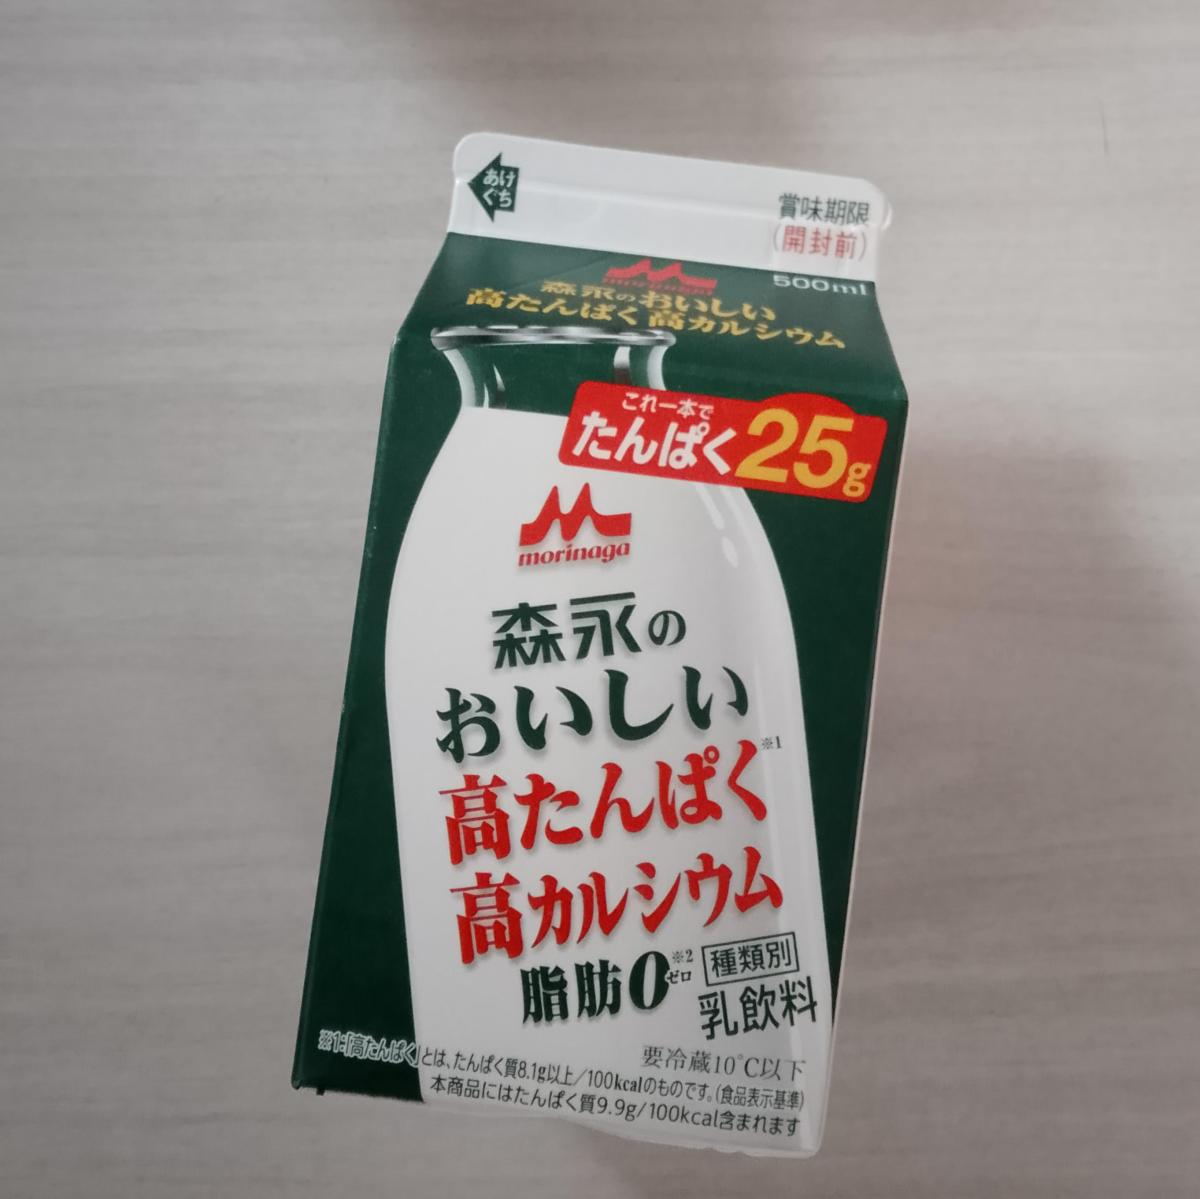 あけ
ぐち
賞味期限
(開封前)
500ml
morinaga
森永のおいしい
高たんぱく 高カルシウム
これ一本で
たんぱく25g
morinaga
森永の
おいしい
高たんぱく※1
高カルシウム
脂肪0ゼロ※2
種類別
乳飲料
要冷蔵10℃以下
※1:「高たんぱく」とは、たんぱく質8.1g以上/100kcalのものです。(食品表示基準)
本商品にはたんぱく質9.9g/100kcal含まれます